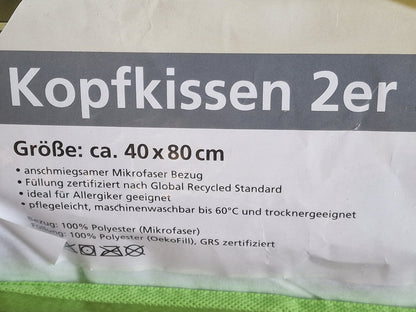 Kopfkissen 2er
Größe: ca. 40 x 80 cm
• anschmiegsamer Mikrofaser Bezug
• Füllung zertifiziert nach Global Recycled Standard
• ideal für Allergiker geeignet
• pflegeleicht, maschinenwaschbar bis 60°C und trocknergeeignet
Bezug: 100% Polyester (Mikrofaser)
Füllung: 100% Polyester (OekoFill), GRS zertifiziert